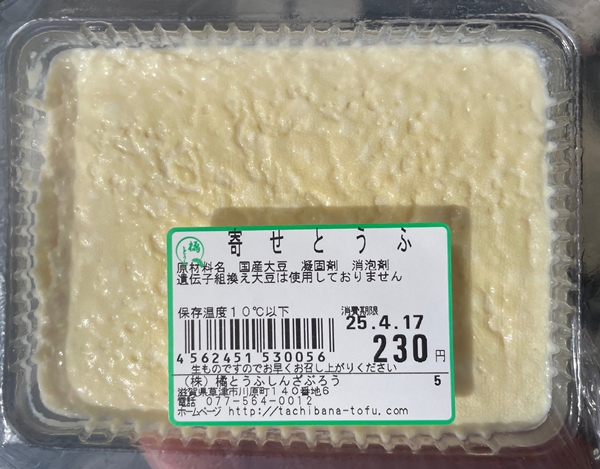 橘
寄せとうふ
原材料名 国産大豆 凝固剤 消泡剤
遺伝子組換え大豆は使用しておりません
保存温度10℃以下
消費期限
25.4.17
4562451 530056
230円
生ものですのでお早くお召し上がりください
(株)橘とうふしんざぶろう 5
滋賀県草津市川原町140番地6
電話 077-564-0012
ホームページ http://tachibana-tofu.com